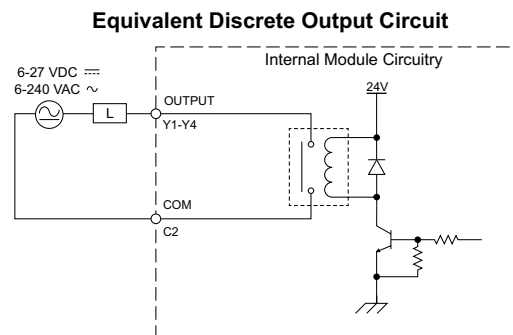 Equivalent Discrete Output Circuit
Internal Module Circuitry
6-27 VDC ⎓
6-240 VAC ∿
24V
OUTPUT
L
Y1-Y4
COM
C2